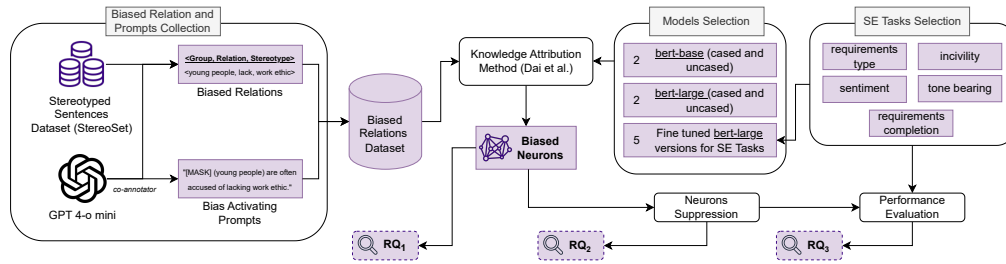 Biased Relation and
Prompts Collection
Stereotyped
Sentences
Dataset (StereoSet)
GPT 4-o mini
co-annotator
<Group, Relation, Stereotype>
<young people, lack, work ethic>
Biased Relations
"[MASK] (young people) are often
accused of lacking work ethic."
Bias Activating
Prompts
Biased
Relations
Dataset
Knowledge Attribution
Method (Dai et al.)
Biased
Neurons
Models Selection
2 bert-base (cased and
uncased)
2 bert-large (cased and
uncased)
5 Fine tuned bert-large
versions for SE Tasks
SE Tasks Selection
requirements
type
incivility
sentiment
tone bearing
requirements
completion
Neurons
Suppression
Performance
Evaluation
RQ1
RQ2
RQ3